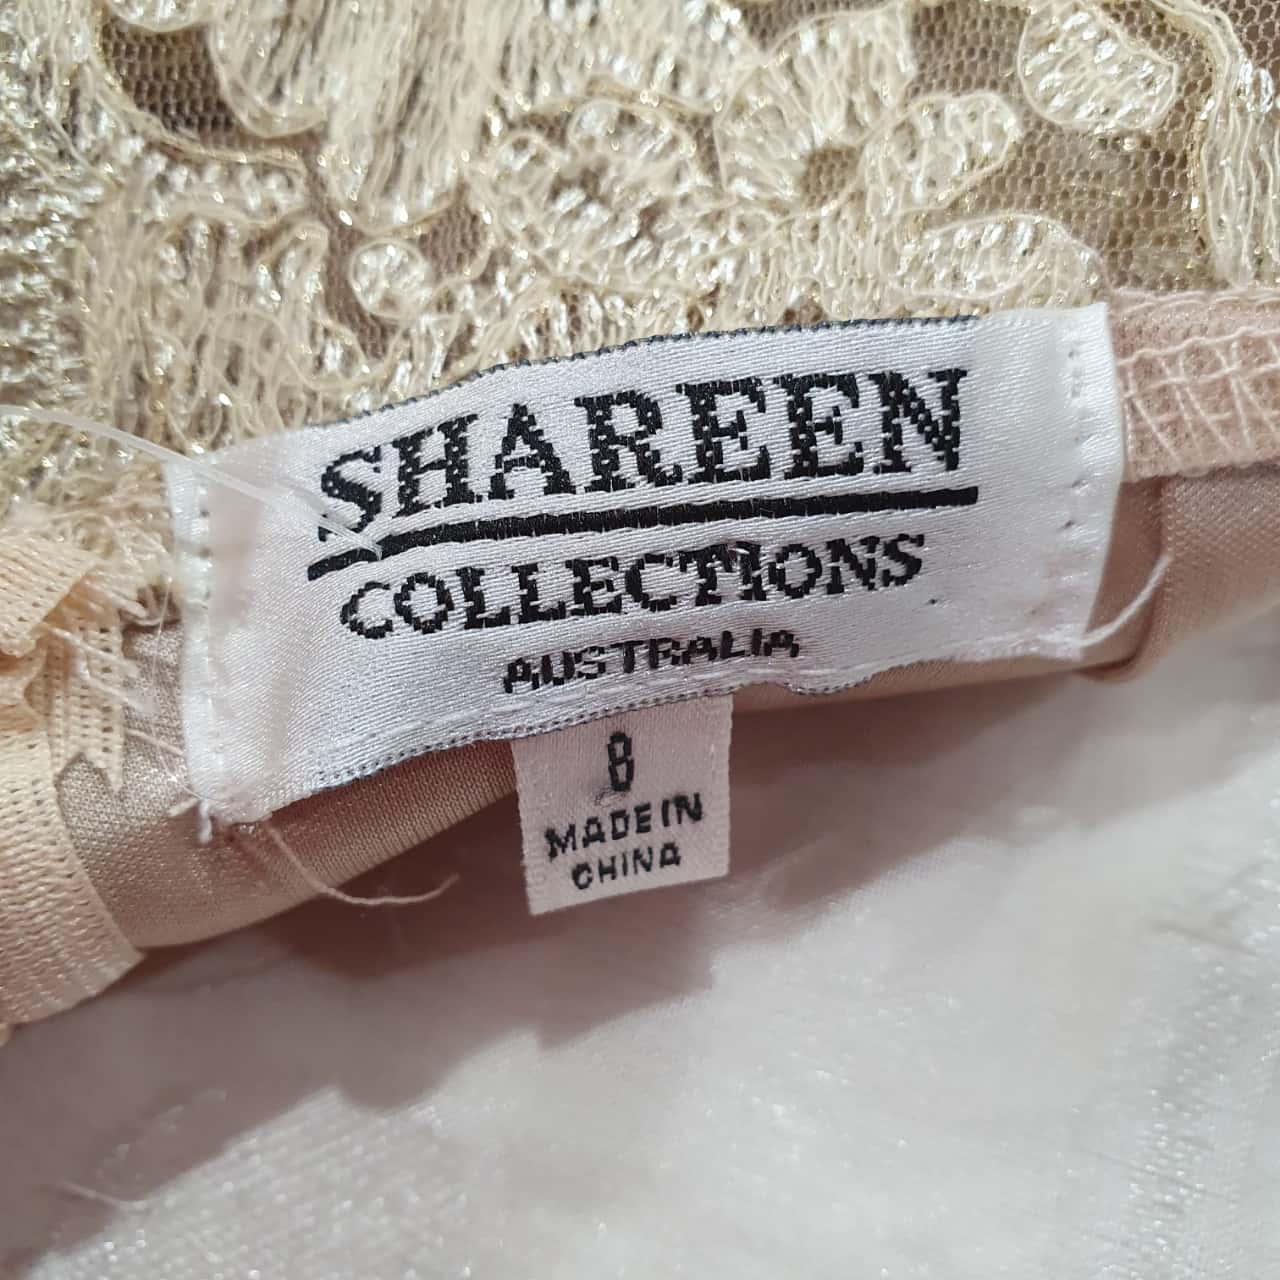 SHAREEN
COLLECTIONS
AUSTRALIA
8
MADE IN
CHINA